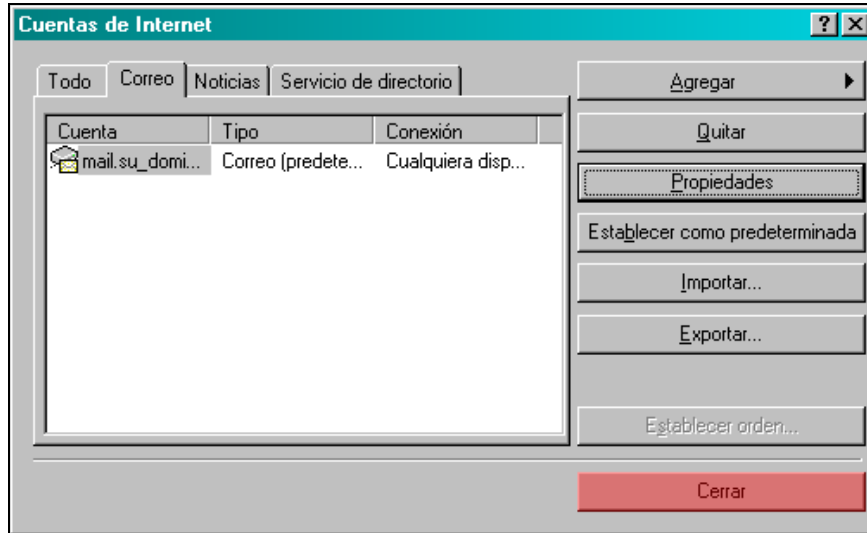 Cuentas de Internet
Todo Correo Noticias Servicio de directorio
Cuenta Tipo Conexión
mail.su_domi... Correo (predete... Cualquiera disp...
Agregar
Quitar
Propiedades
Establecer como predeterminada
Importar...
Exportar...
Establecer orden...
Cerrar